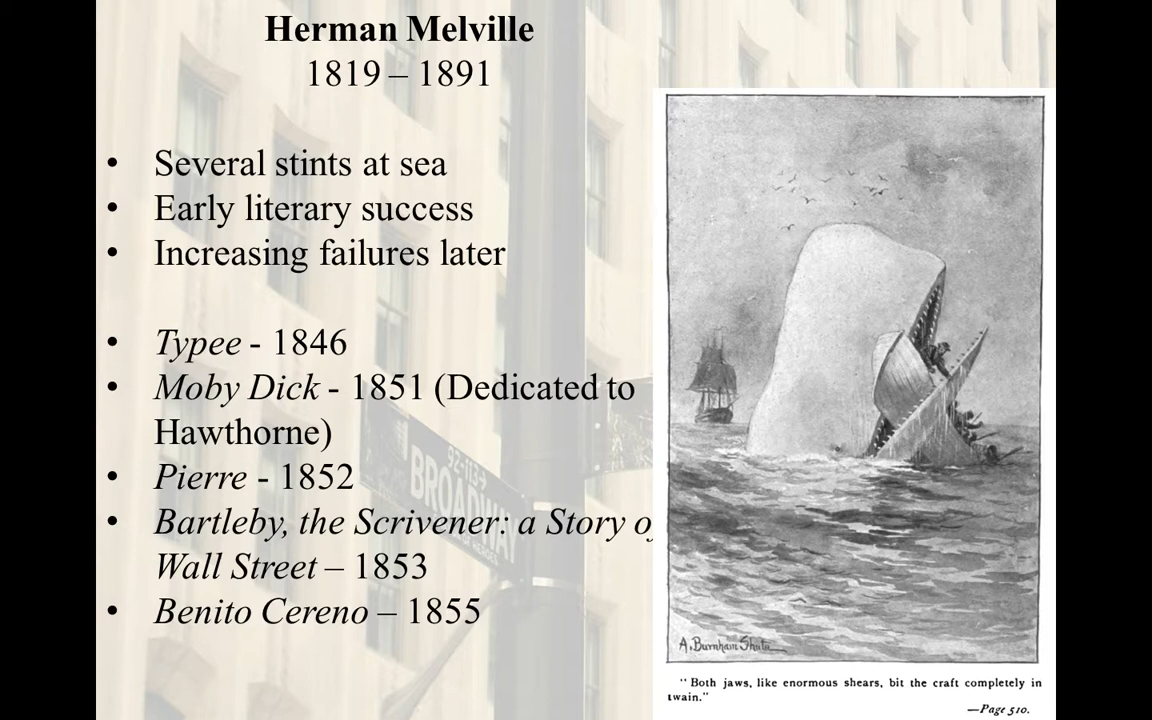 Herman Melville
1819 – 1891
• Several stints at sea
• Early literary success
• Increasing failures later
• Typee - 1846
• Moby Dick - 1851 (Dedicated to
Hawthorne)
• Pierre - 1852
• Bartleby, the Scrivener: a Story of
Wall Street – 1853
• Benito Cereno – 1855
BROADWAY
A. Burnham Shute
" Both jaws, like enormous shears, bit the craft completely in
twain."
—Page 510.